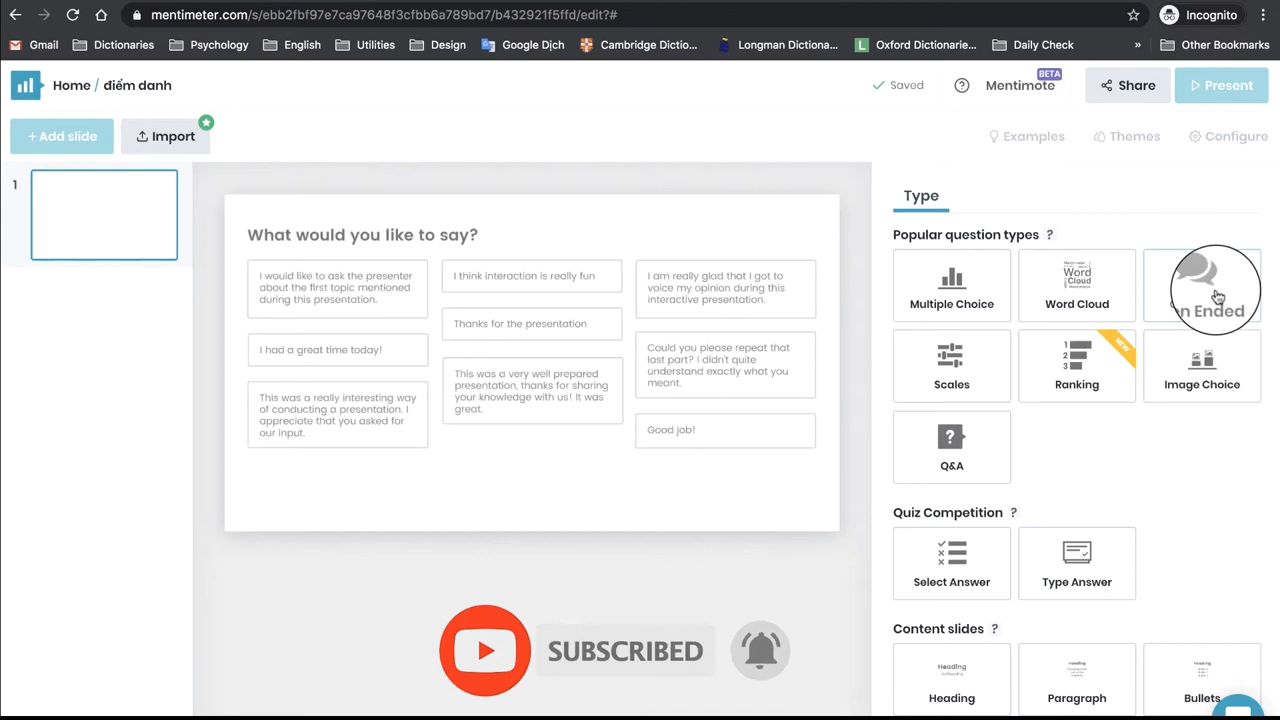 mentimeter.com/s/ebb2fbf97e7ca97648f3cfbb6a789bd7/b432921f5ffd/edit?#
Incognito
Gmail
Dictionaries
Psychology
English
Utilities
Design
Google Dịch
Cambridge Dictio...
Longman Dictiona...
Oxford Dictionarie...
Daily Check
»
Other Bookmarks
Home / điểm danh
Saved
Mentimote
BETA
Share
Present
+ Add slide
Import
Examples
Themes
Configure
1
What would you like to say?
I would like to ask the presenter
about the first topic mentioned
during this presentation.
I had a great time today!
This was a really interesting way
of conducting a presentation. I
appreciate that you asked for
our input.
I think interaction is really fun
Thanks for the presentation
This was a very well prepared
presentation, thanks for sharing
your knowledge with us! It was
great.
I am really glad that I got to
voice my opinion during this
interactive presentation.
Could you please repeat that
last part? I didn't quite
understand exactly what you
meant.
Good job!
Type
Popular question types ?
Multiple Choice
Word
Cloud
Word Cloud
n Ended
Scales
1
2
3
Ranking
NEW
Image Choice
?
Q&A
Quiz Competition ?
Select Answer
Type Answer
Content slides ?
Heading
Heading
Heading
Paragraph
Heading
Bullets
SUBSCRIBED